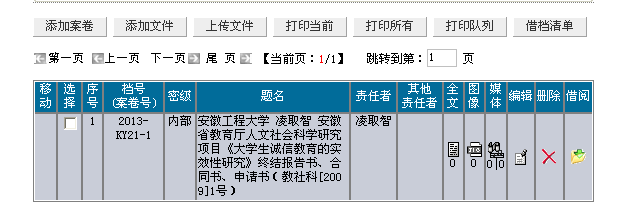 添加案卷 添加文件 上传文件 打印当前 打印所有 打印队列 借档清单
第一页 上一页 下一页 尾 页 【当前页：1/1】 跳转到第：1 页
移动 选择 序号 档号(案卷号) 密级 题名 责任者 其他责任者 全文 图像 媒体 编辑 删除 借阅
1 2013-KY21-1 内部 安徽工程大学 凌取智 安徽 凌取智
省教育厅人文社会科学研究
项目《大学生诚信教育的实
效性研究》终结报告书、合
同书、申请书（教社科[200
9]1号）
0 0 0|0